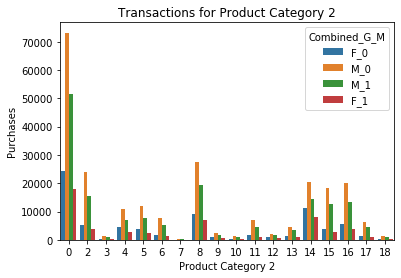 Transactions for Product Category 2
Combined_G_M
F_0
M_0
M_1
F_1
70000
60000
50000
40000
30000
20000
10000
0
Purchases
0 2 3 4 5 6 7 8 9 10 11 12 13 14 15 16 17 18
Product Category 2